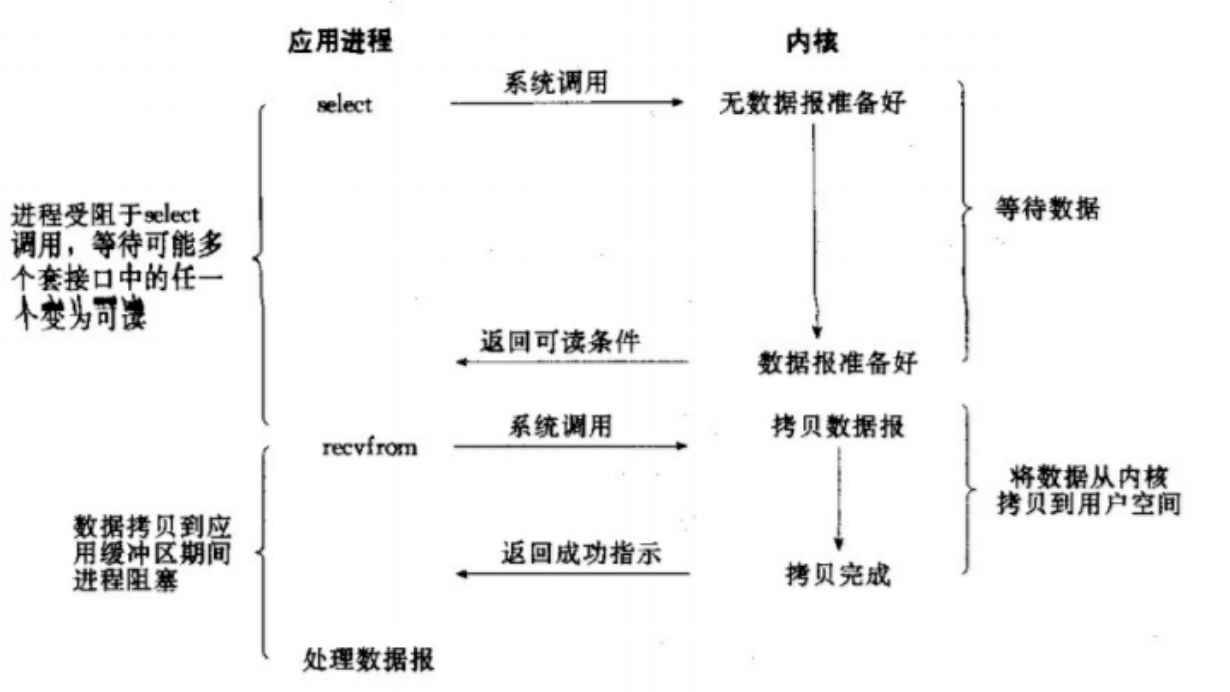 应用进程
内核
select
系统调用
无数据报准备好
进程受阻于select
调用，等待可能多
个套接口中的任一
个变为可读
等待数据
返回可读条件
数据报准备好
recvfrom
系统调用
拷贝数据报
数据拷贝到应
用缓冲区期间
进程阻塞
将数据从内核
拷贝到用户空间
返回成功指示
拷贝完成
处理数据报